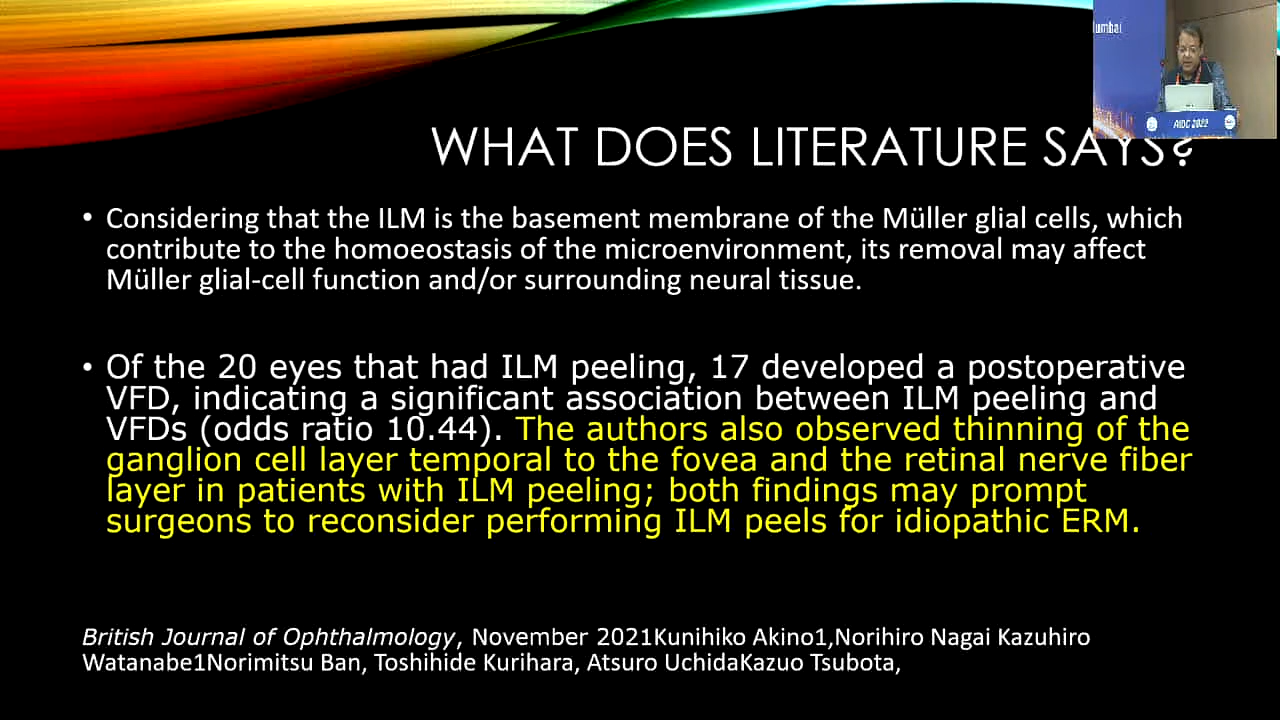 umbai
AIDC 2022
WHAT DOES LITERATURE SAYS?
• Considering that the ILM is the basement membrane of the Müller glial cells, which
contribute to the homoeostasis of the microenvironment, its removal may affect
Müller glial-cell function and/or surrounding neural tissue.
• Of the 20 eyes that had ILM peeling, 17 developed a postoperative
VFD, indicating a significant association between ILM peeling and
VFDs (odds ratio 10.44). The authors also observed thinning of the
ganglion cell layer temporal to the fovea and the retinal nerve fiber
layer in patients with ILM peeling; both findings may prompt
surgeons to reconsider performing ILM peels for idiopathic ERM.
British Journal of Ophthalmology, November 2021Kunihiko Akino1,Norihiro Nagai Kazuhiro
Watanabe1Norimitsu Ban, Toshihide Kurihara, Atsuro UchidaKazuo Tsubota,